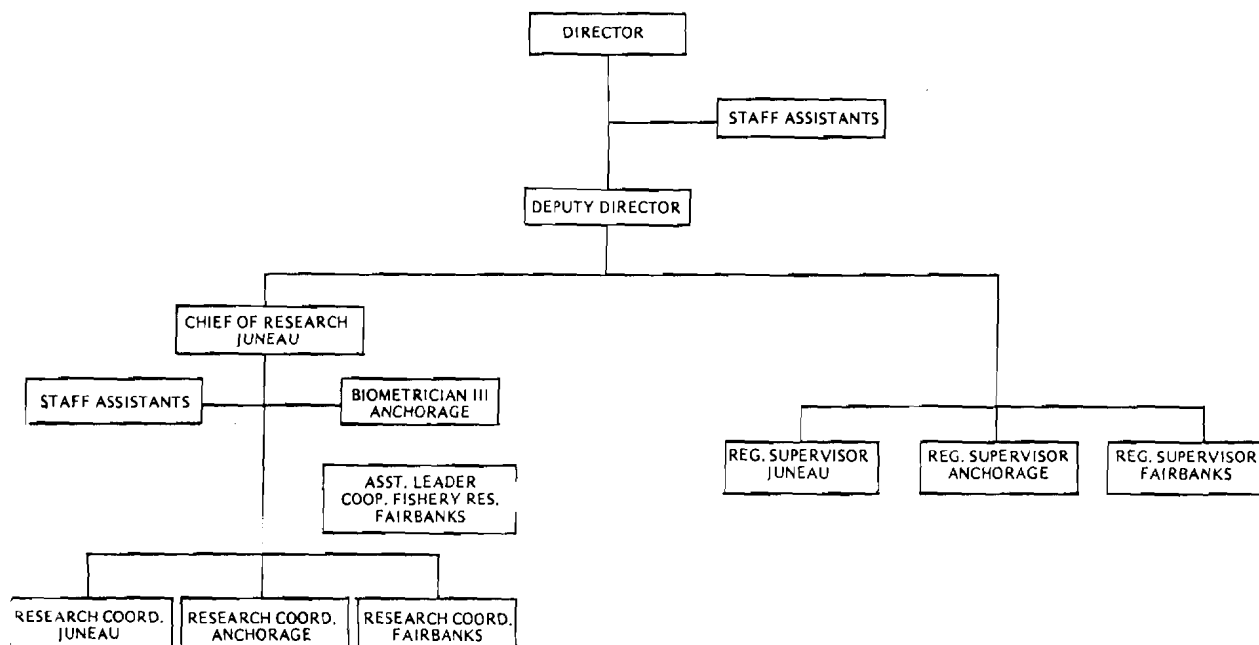 DIRECTOR
STAFF ASSISTANTS
DEPUTY DIRECTOR
CHIEF OF RESEARCH
JUNEAU
STAFF ASSISTANTS
BIOMETRICIAN III
ANCHORAGE
REG. SUPERVISOR
JUNEAU
REG. SUPERVISOR
ANCHORAGE
REG. SUPERVISOR
FAIRBANKS
ASST. LEADER
COOP. FISHERY RES.
FAIRBANKS
RESEARCH COORD.
JUNEAU
RESEARCH COORD.
ANCHORAGE
RESEARCH COORD.
FAIRBANKS